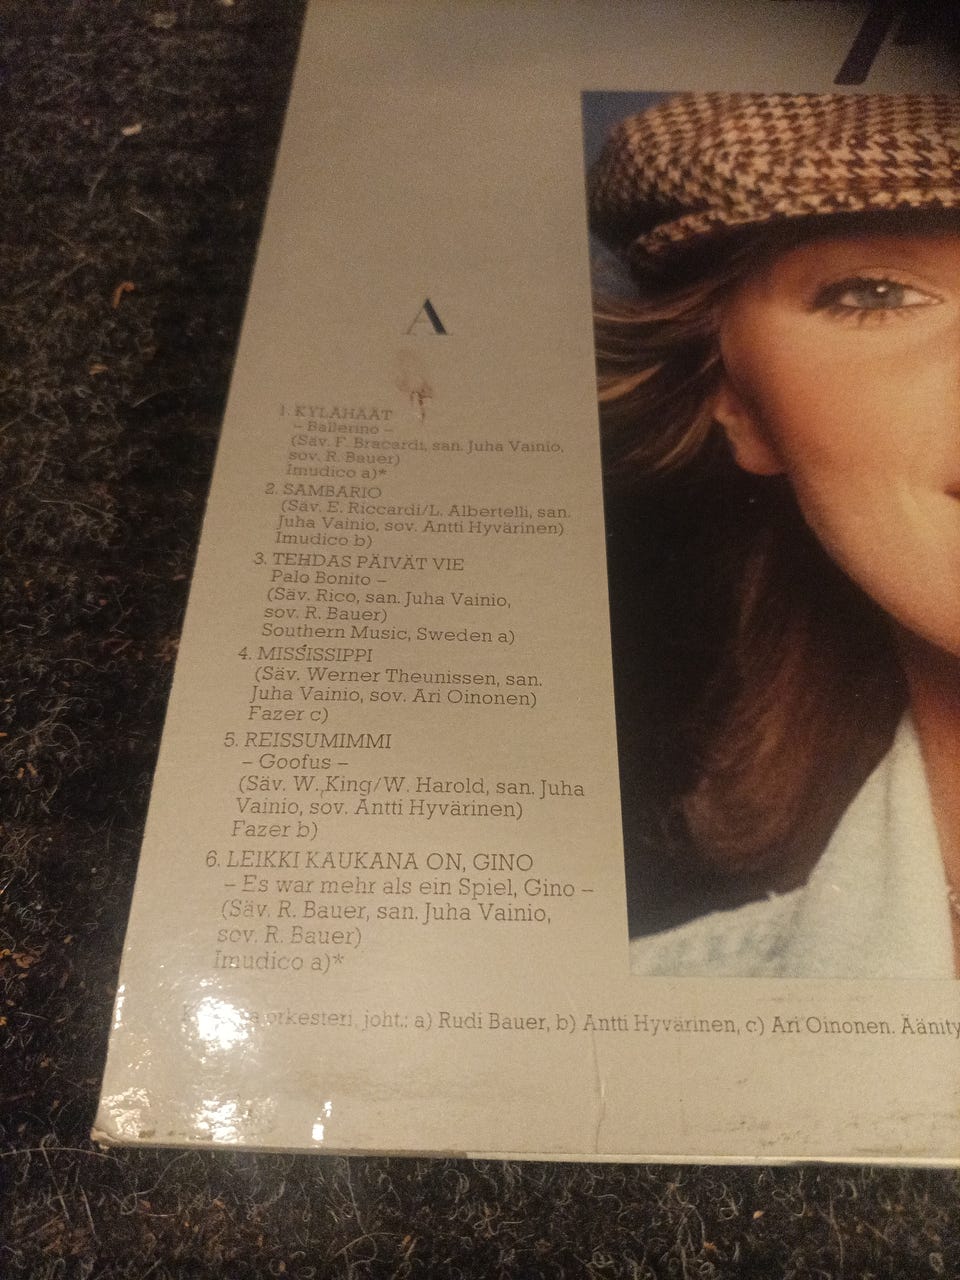 A
1. KYLÄHÄÄT
– Ballerino –
(Säv. F. Bracardi, san. Juha Vainio,
sov. R. Bauer)
Imudico a)*
2. SAMBARIO
(Säv. E. Riccardi/L. Albertelli, san.
Juha Vainio, sov. Antti Hyvärinen)
Imudico b)
3. TEHDAS PÄIVÄT VIE
Palo Bonito –
(Säv. Rico, san. Juha Vainio,
sov. R. Bauer)
Southern Music, Sweden a)
4. MISSISSIPPI
(Säv. Werner Theunissen, san.
Juha Vainio, sov. Ari Oinonen)
Fazer c)
5. REISSUMIMMI
– Goofus –
(Säv. W. King/W. Harold, san. Juha
Vainio, sov. Antti Hyvärinen)
Fazer b)
6. LEIKKI KAUKANA ON, GINO
– Es war mehr als ein Spiel, Gino –
(Säv. R. Bauer, san. Juha Vainio,
sov. R. Bauer)
Imudico a)*
orkesteri, joht.: a) Rudi Bauer, b) Antti Hyvärinen, c) Ari Oinonen. Äänity